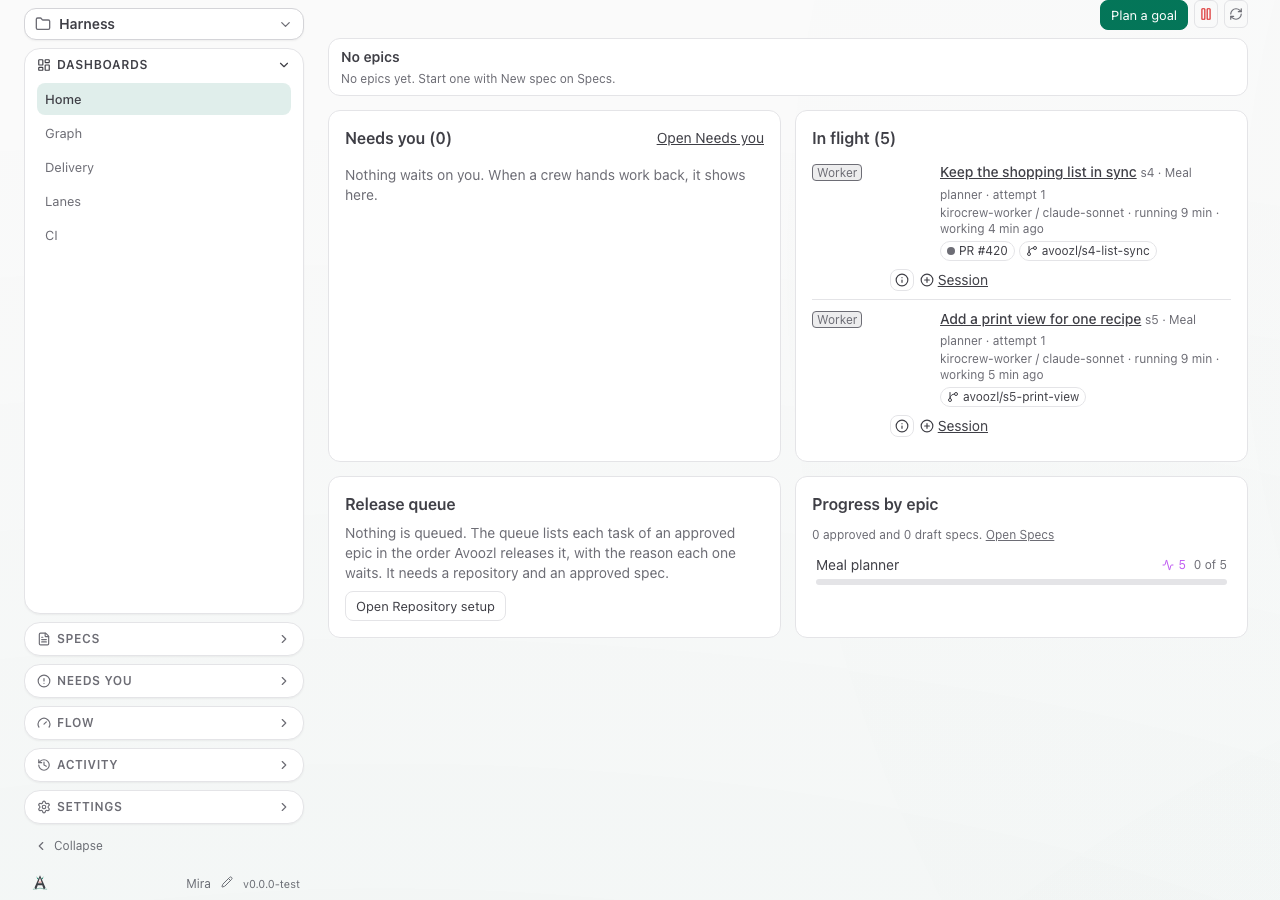 Harness
DASHBOARDS
Home
Graph
Delivery
Lanes
CI
SPECS
NEEDS YOU
FLOW
ACTIVITY
SETTINGS
Collapse
Mira
v0.0.0-test
Plan a goal
No epics
No epics yet. Start one with New spec on Specs.
Needs you (0)
Open Needs you
Nothing waits on you. When a crew hands work back, it shows
here.
In flight (5)
Worker
Keep the shopping list in sync s4 · Meal
planner · attempt 1
kirocrew-worker / claude-sonnet · running 9 min ·
working 4 min ago
PR #420
avoozl/s4-list-sync
Session
Worker
Add a print view for one recipe s5 · Meal
planner · attempt 1
kirocrew-worker / claude-sonnet · running 9 min ·
working 5 min ago
avoozl/s5-print-view
Session
Release queue
Nothing is queued. The queue lists each task of an approved
epic in the order Avoozl releases it, with the reason each one
waits. It needs a repository and an approved spec.
Open Repository setup
Progress by epic
0 approved and 0 draft specs. Open Specs
Meal planner
5 0 of 5